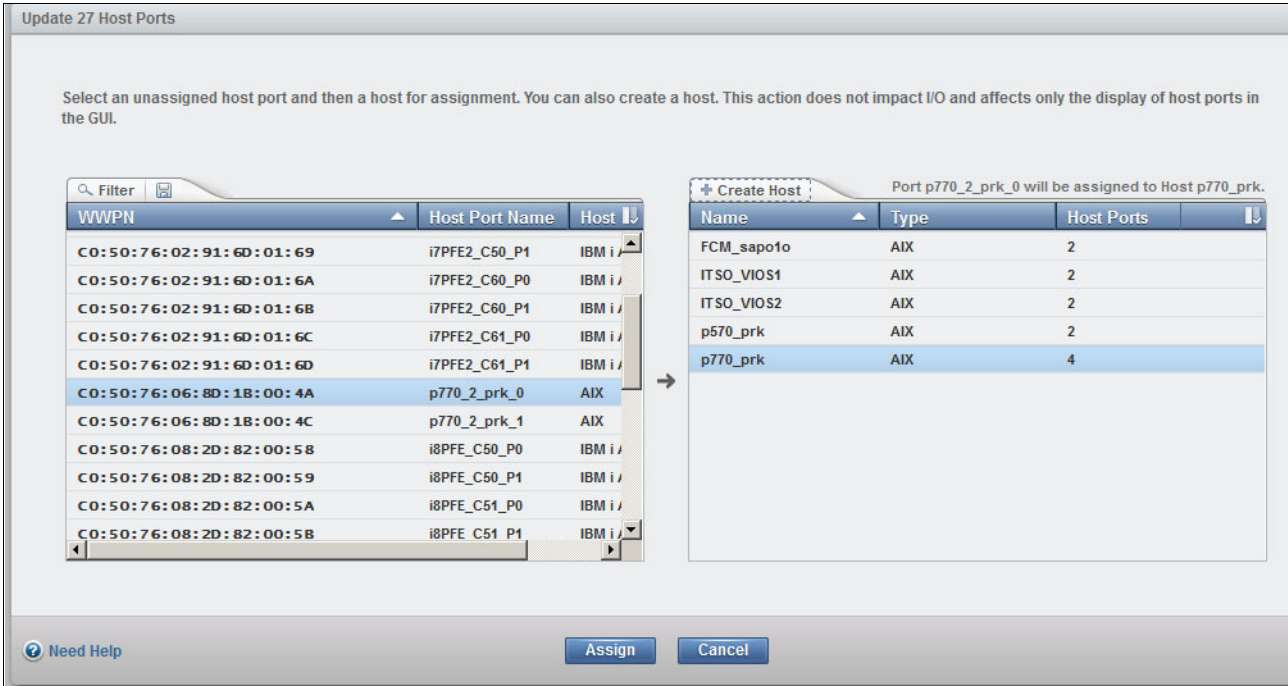 Update 27 Host Ports
Select an unassigned host port and then a host for assignment. You can also create a host. This action does not impact I/O and affects only the display of host ports in
the GUI.
Filter
WWPN Host Port Name Host
C0:50:76:02:91:6D:01:69 i7PFE2_C50_P1 IBM i
C0:50:76:02:91:6D:01:6A i7PFE2_C60_P0 IBM i
C0:50:76:02:91:6D:01:6B i7PFE2_C60_P1 IBM i
C0:50:76:02:91:6D:01:6C i7PFE2_C61_P0 IBM i
C0:50:76:02:91:6D:01:6D i7PFE2_C61_P1 IBM i
C0:50:76:06:8D:1B:00:4A p770_2_prk_0 AIX
C0:50:76:06:8D:1B:00:4C p770_2_prk_1 AIX
C0:50:76:08:2D:82:00:58 i8PFE_C50_P0 IBM i
C0:50:76:08:2D:82:00:59 i8PFE_C50_P1 IBM i
C0:50:76:08:2D:82:00:5A i8PFE_C51_P0 IBM i
C0:50:76:08:2D:82:00:5B i8PFE_C51_P1 IBM i
Create Host Port p770_2_prk_0 will be assigned to Host p770_prk.
Name Type Host Ports
FCM_sapo1o AIX 2
ITSO_VIOS1 AIX 2
ITSO_VIOS2 AIX 2
p570_prk AIX 2
p770_prk AIX 4
Need Help Assign Cancel